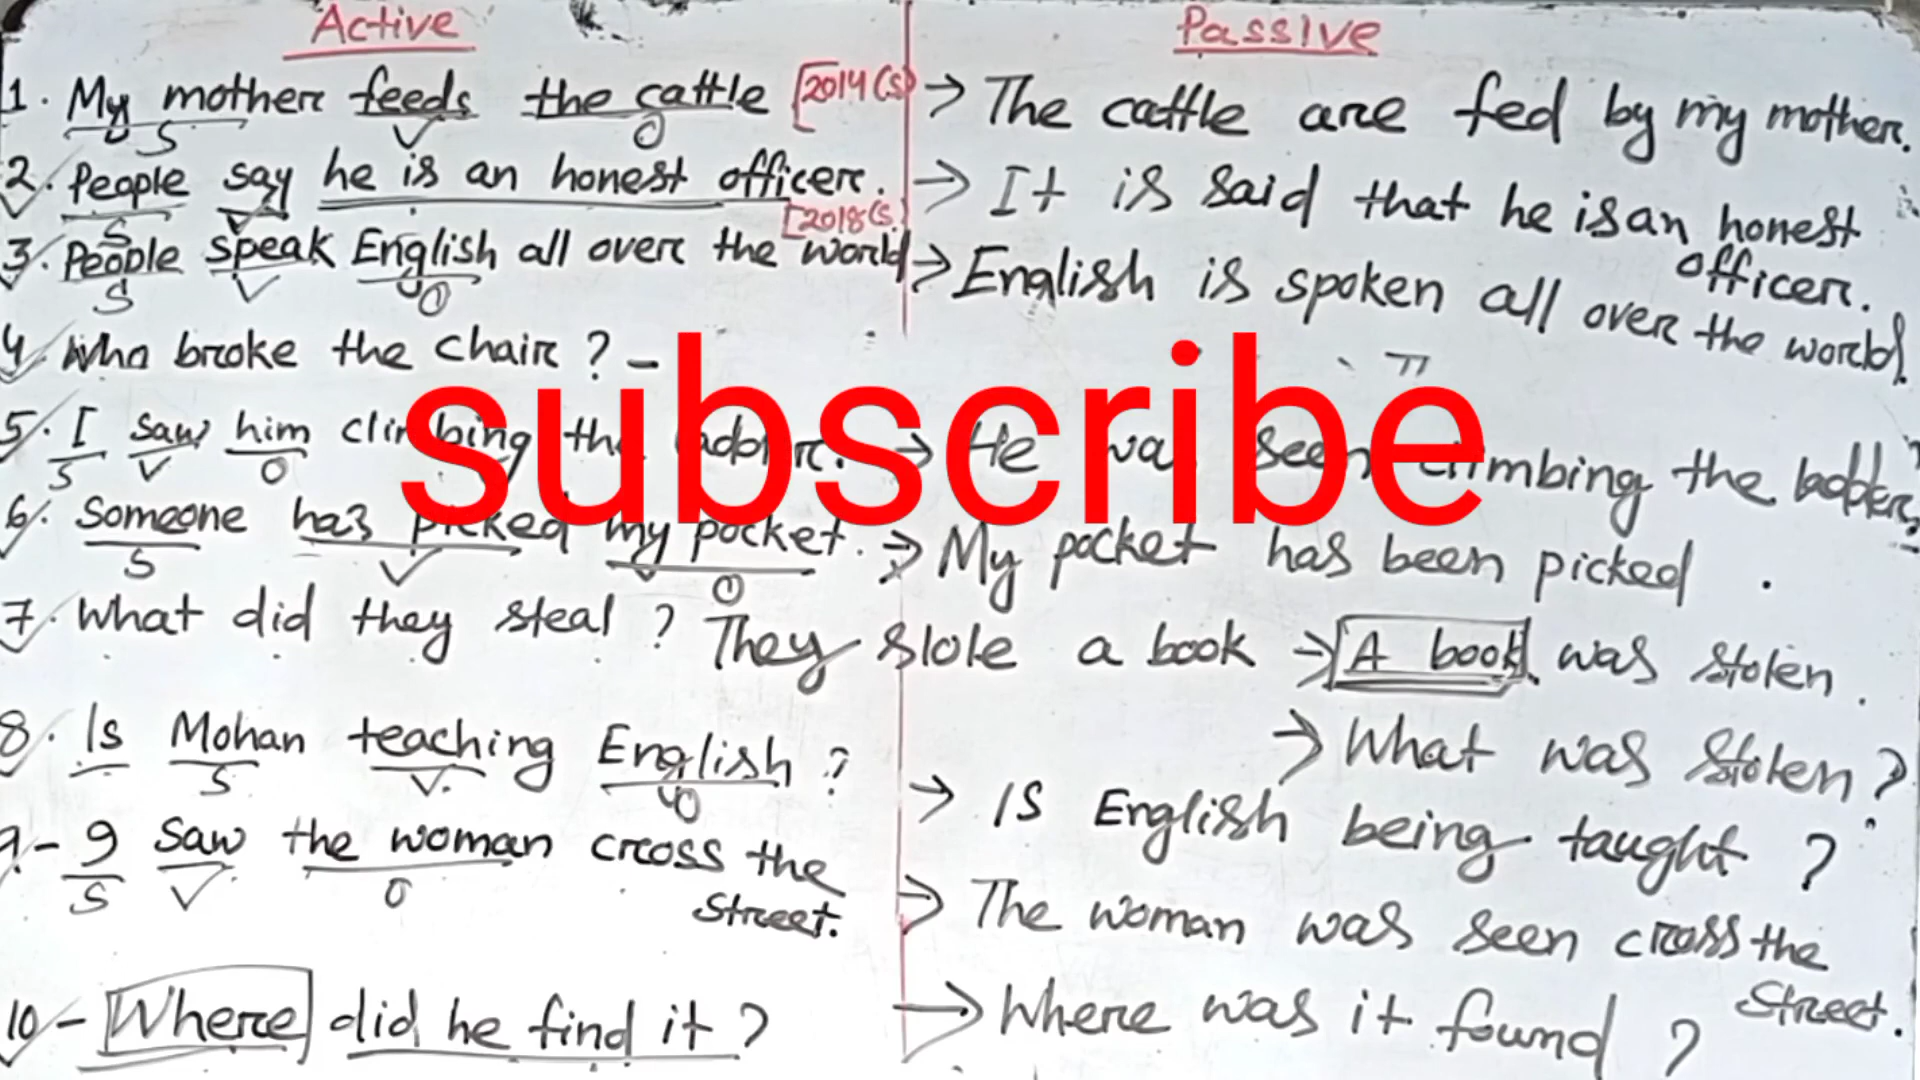 Active
Passive
1. My mother feeds the cattle [2014(s)
→ The cattle are fed by my mother.
2. People say he is an honest officer.
[2018(s)
→ It is said that he is an honest
officer.
3. People speak English all over the world
→ English is spoken all over the world.
4. Who broke the chair? –
subscribe
5. I saw him climbing the
→ He was seen climbing the ladder.
6. Someone has picked my pocket.
→ My pocket has been picked.
7. What did they steal? They stole a book → A book was stolen.
→ What was stolen?
8. Is Mohan teaching English?
→ Is English being taught?
9 - I saw the woman cross the
street.
→ The woman was seen cross the
street.
10 - Where did he find it?
→ Where was it found?